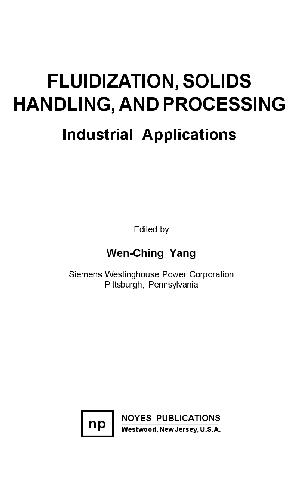 FLUIDIZATION, SOLIDS
HANDLING, AND PROCESSING
Industrial Applications
Edited by
Wen-Ching Yang
Siemens Westinghouse Power Corporation
Pittsburgh, Pennsylvania
np
NOYES PUBLICATIONS
Westwood, New Jersey, U.S.A.